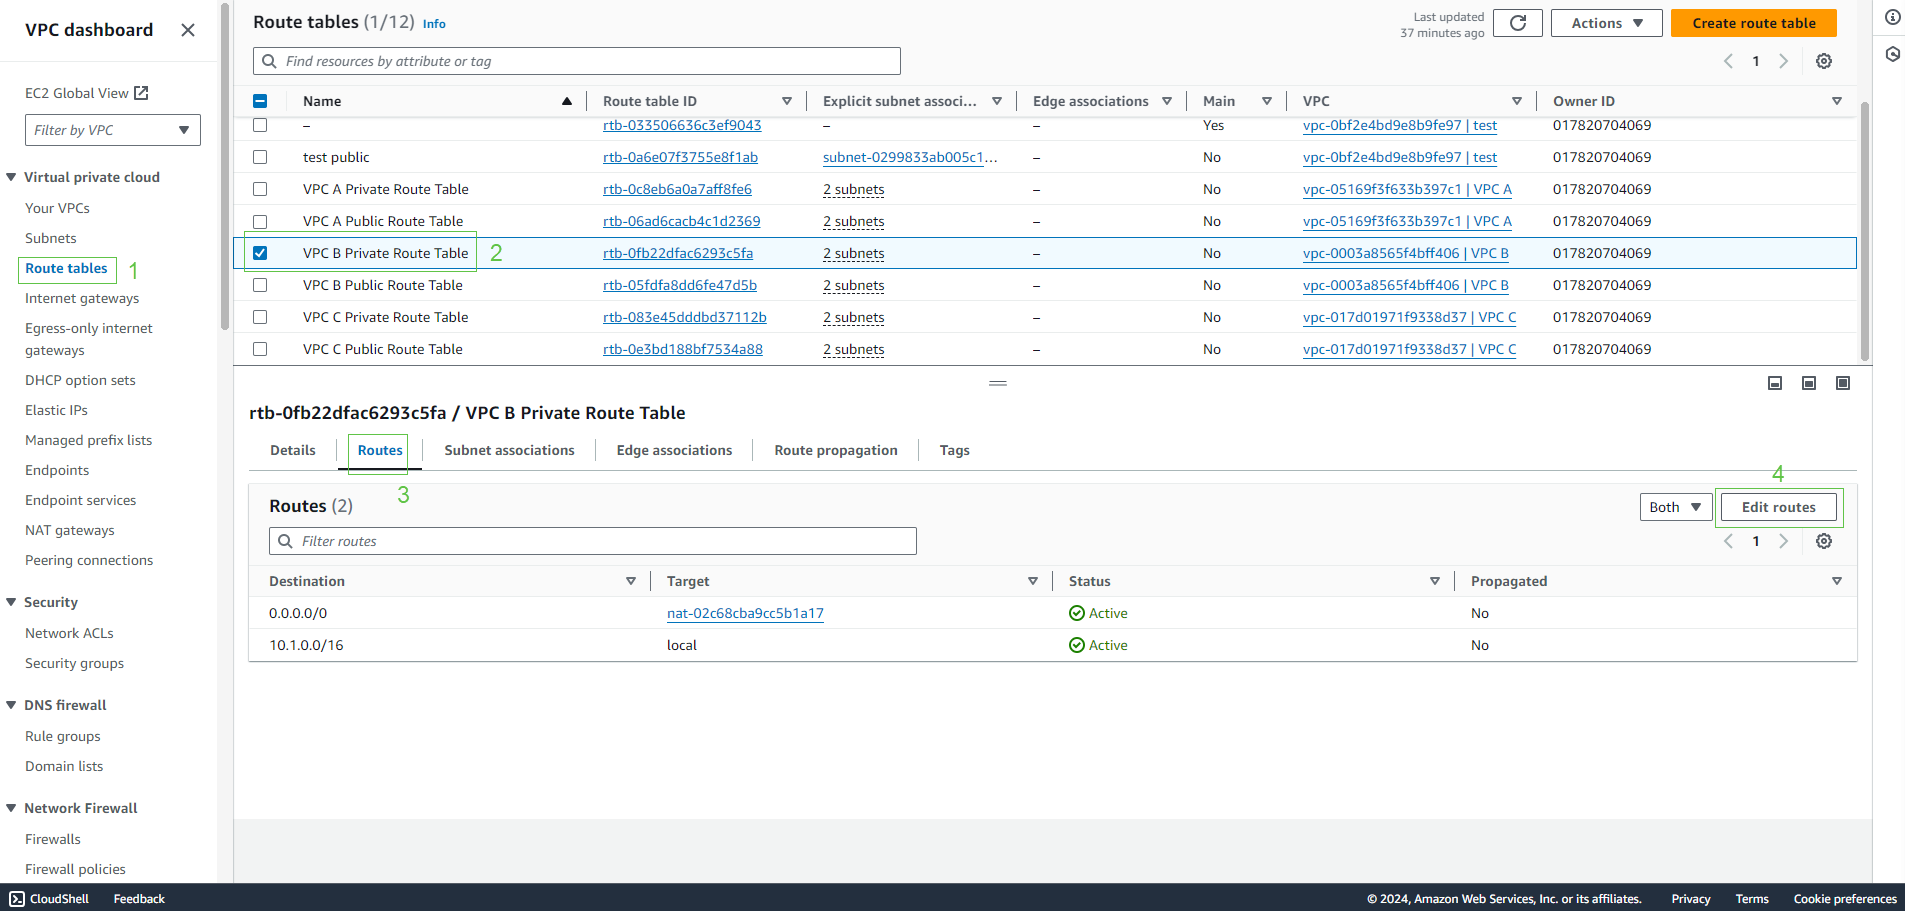 VPC dashboard
EC2 Global View
Filter by VPC
Virtual private cloud
Your VPCs
Subnets
Route tables 1
Internet gateways
Egress-only internet
gateways
DHCP option sets
Elastic IPs
Managed prefix lists
Endpoints
Endpoint services
NAT gateways
Peering connections
Security
Network ACLs
Security groups
DNS firewall
Rule groups
Domain lists
Network Firewall
Firewalls
Firewall policies
Route tables (1/12) Info
Last updated
37 minutes ago
Actions
Create route table
Find resources by attribute or tag
1
Name Route table ID Explicit subnet associ... Edge associations Main VPC Owner ID
– rtb-033506636c3ef9043 – – Yes vpc-0bf2e4bd9e8b9fe97 | test 017820704069
test public rtb-0a6e07f3755e8f1ab subnet-0299833ab005c1... – No vpc-0bf2e4bd9e8b9fe97 | test 017820704069
VPC A Private Route Table rtb-0c8eb6a0a7aff8fe6 2 subnets – No vpc-05169f3f633b397c1 | VPC A 017820704069
VPC A Public Route Table rtb-06ad6cacb4c1d2369 2 subnets – No vpc-05169f3f633b397c1 | VPC A 017820704069
VPC B Private Route Table 2 rtb-0fb22dfac6293c5fa 2 subnets – No vpc-0003a8565f4bff406 | VPC B 017820704069
VPC B Public Route Table rtb-05fdfa8dd6fe47d5b 2 subnets – No vpc-0003a8565f4bff406 | VPC B 017820704069
VPC C Private Route Table rtb-083e45dddbd37112b 2 subnets – No vpc-017d01971f9338d37 | VPC C 017820704069
VPC C Public Route Table rtb-0e3bd188bf7534a88 2 subnets – No vpc-017d01971f9338d37 | VPC C 017820704069
rtb-0fb22dfac6293c5fa / VPC B Private Route Table
Details Routes Subnet associations Edge associations Route propagation Tags
3
4
Routes (2)
Both
Edit routes
Filter routes
1
Destination Target Status Propagated
0.0.0.0/0 nat-02c68cba9cc5b1a17 Active No
10.1.0.0/16 local Active No
CloudShell Feedback © 2024, Amazon Web Services, Inc. or its affiliates. Privacy Terms Cookie preferences